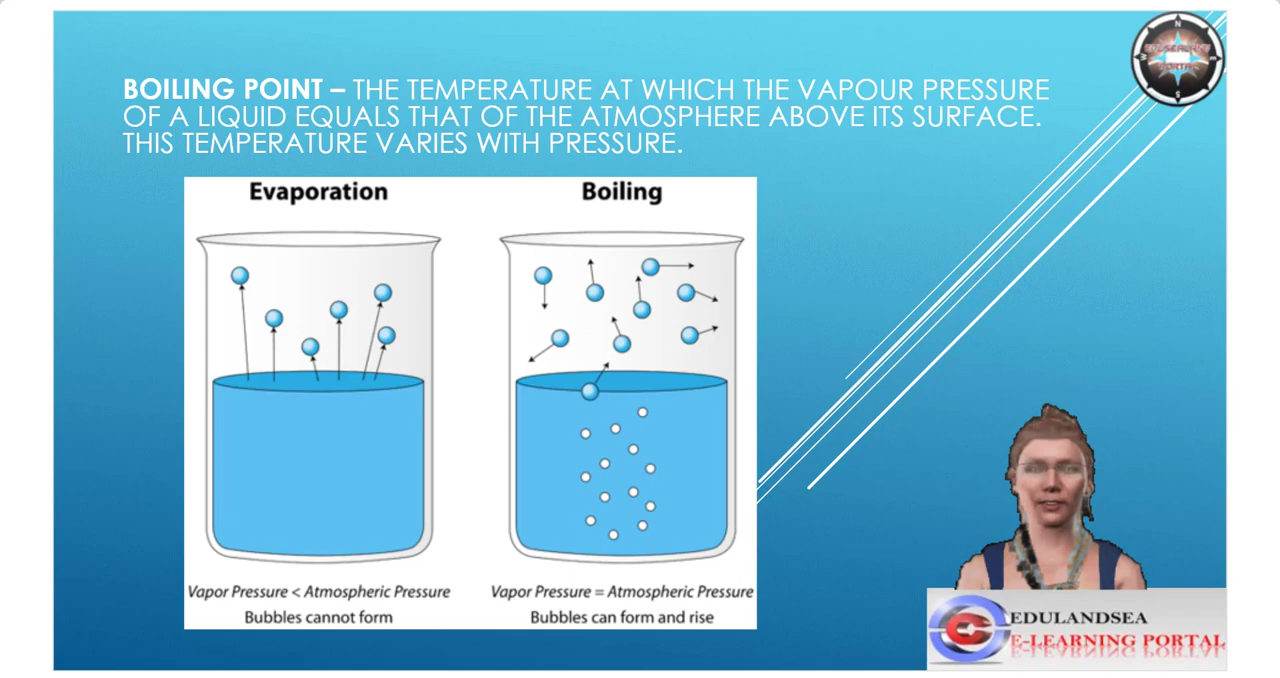 BOILING POINT – THE TEMPERATURE AT WHICH THE VAPOUR PRESSURE
OF A LIQUID EQUALS THAT OF THE ATMOSPHERE ABOVE ITS SURFACE.
THIS TEMPERATURE VARIES WITH PRESSURE.
Evaporation
Boiling
Vapor Pressure < Atmospheric Pressure
Bubbles cannot form
Vapor Pressure = Atmospheric Pressure
Bubbles can form and rise
N
W
E
S
PORTAL
EDULANDSEA
E-LEARNING PORTAL